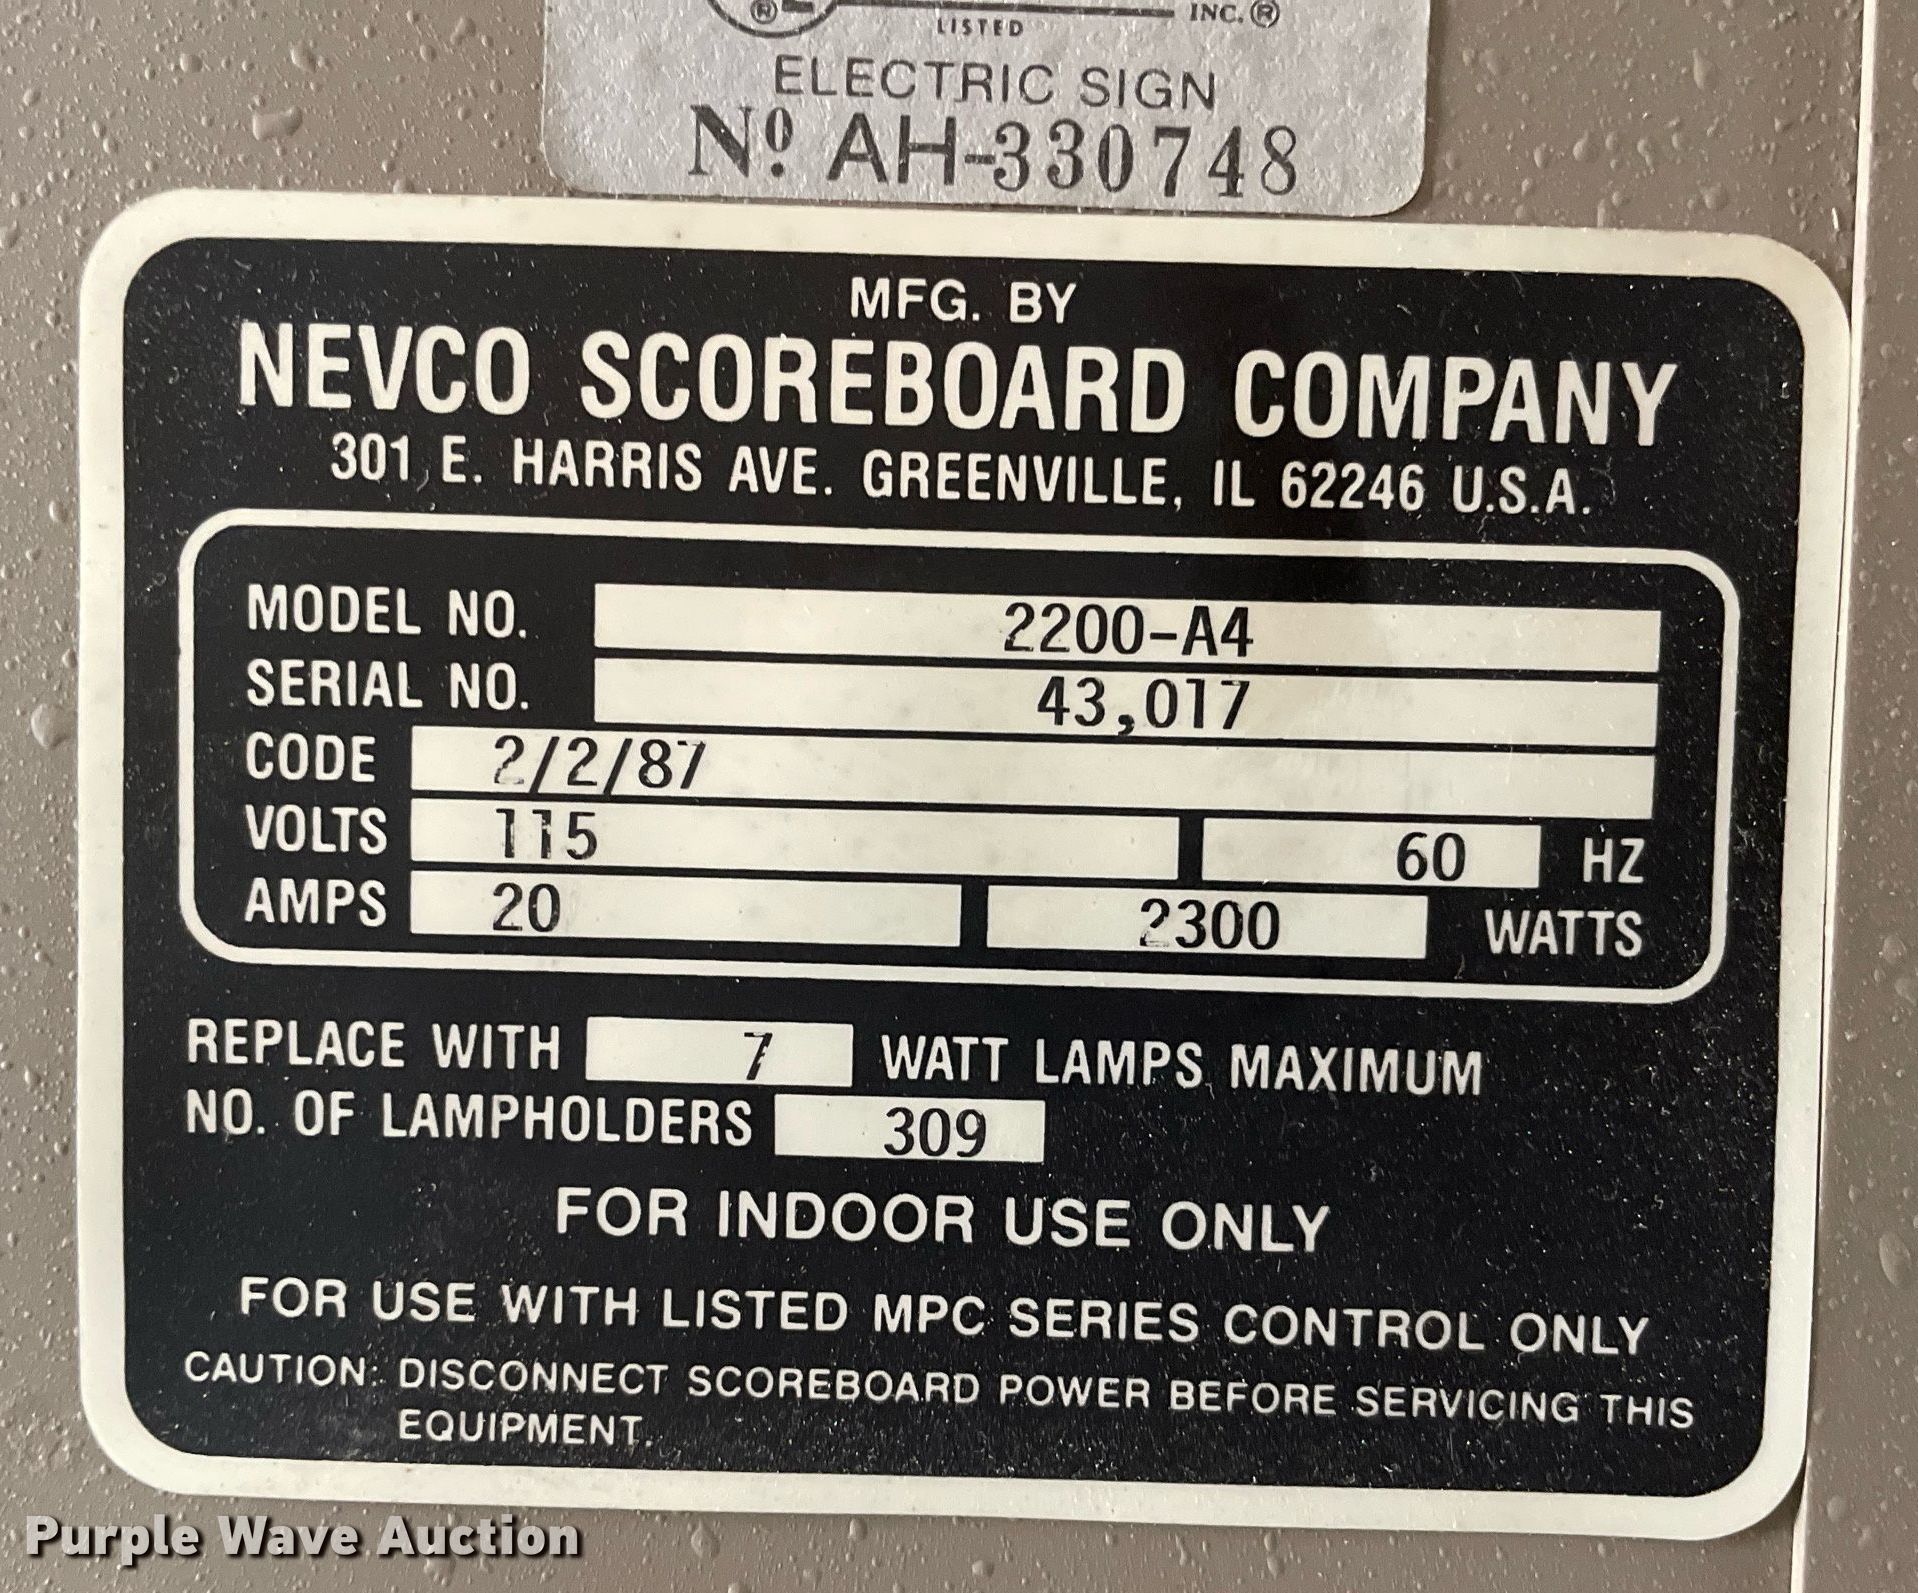 ® LISTED INC.®
ELECTRIC SIGN
Nº AH-330748
MFG. BY
NEVCO SCOREBOARD COMPANY
301 E. HARRIS AVE. GREENVILLE, IL 62246 U.S.A.
MODEL NO. 2200-A4
SERIAL NO. 43,017
CODE 2/2/87
VOLTS 115 60 HZ
AMPS 20 2300 WATTS
REPLACE WITH 7 WATT LAMPS MAXIMUM
NO. OF LAMPHOLDERS 309
FOR INDOOR USE ONLY
FOR USE WITH LISTED MPC SERIES CONTROL ONLY
CAUTION: DISCONNECT SCOREBOARD POWER BEFORE SERVICING THIS
EQUIPMENT.
Purple Wave Auction